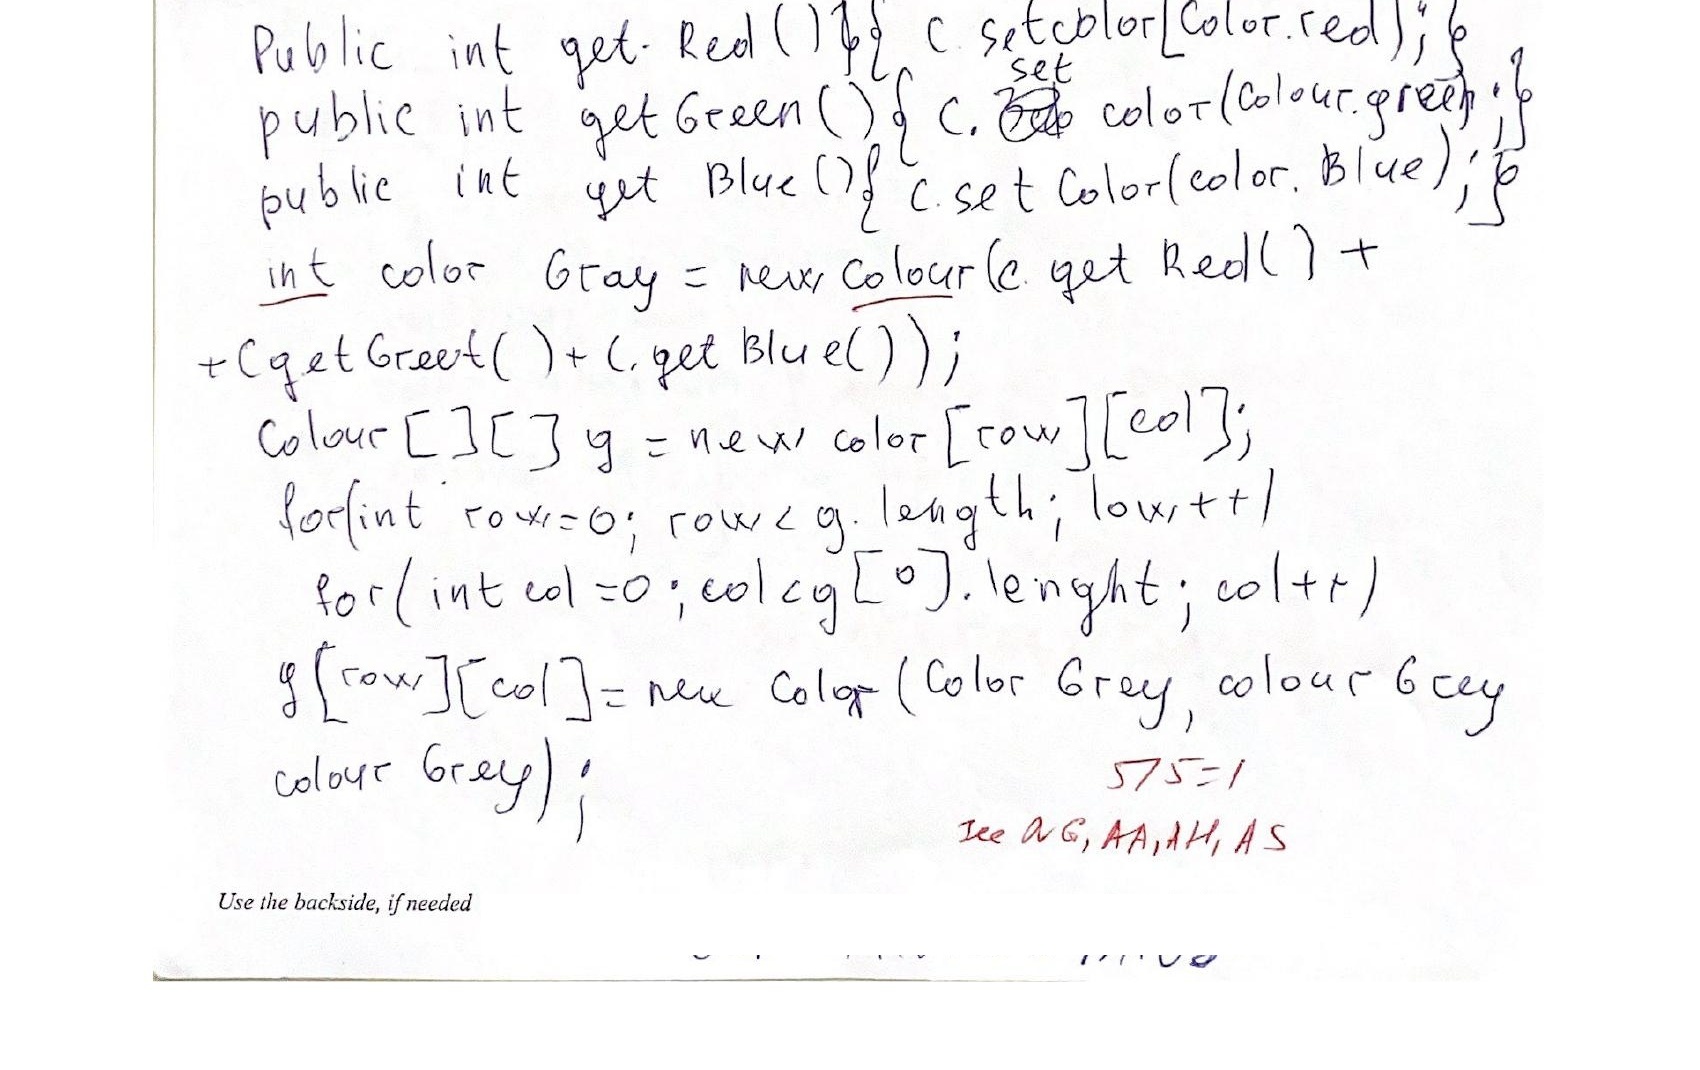 Public int get. Red(){ c. setcolor[Color.red); }
set
public int getGreen(){ c. color(Colour.green; }
public int get Blue(){ c.set Color(color. Blue); }
int color Gray = new Colour(c. get Red() +
+ C getGreet() + C. get Blue());
Colour [][] g = new color [row][col];
for(int row=0; row < g. length; low++)
for( int col =0; col<g[0]. lenght; col++)
g[row][col] = new Color (Color Grey, colour Grey
colour Grey);
575=1
See AG, AA, AH, AS
Use the backside, if needed